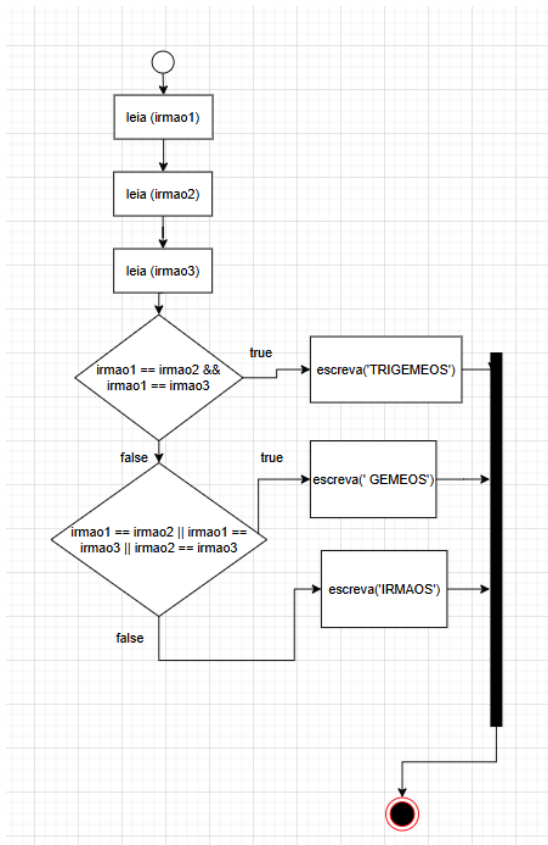 leia (irmao1)
leia (irmao2)
leia (irmao3)
irmao1 == irmao2 &&
irmao1 == irmao3
true
escreva('TRIGEMEOS')
false
true
escreva(' GEMEOS')
irmao1 == irmao2 || irmao1 ==
irmao3 || irmao2 == irmao3
escreva('IRMAOS')
false